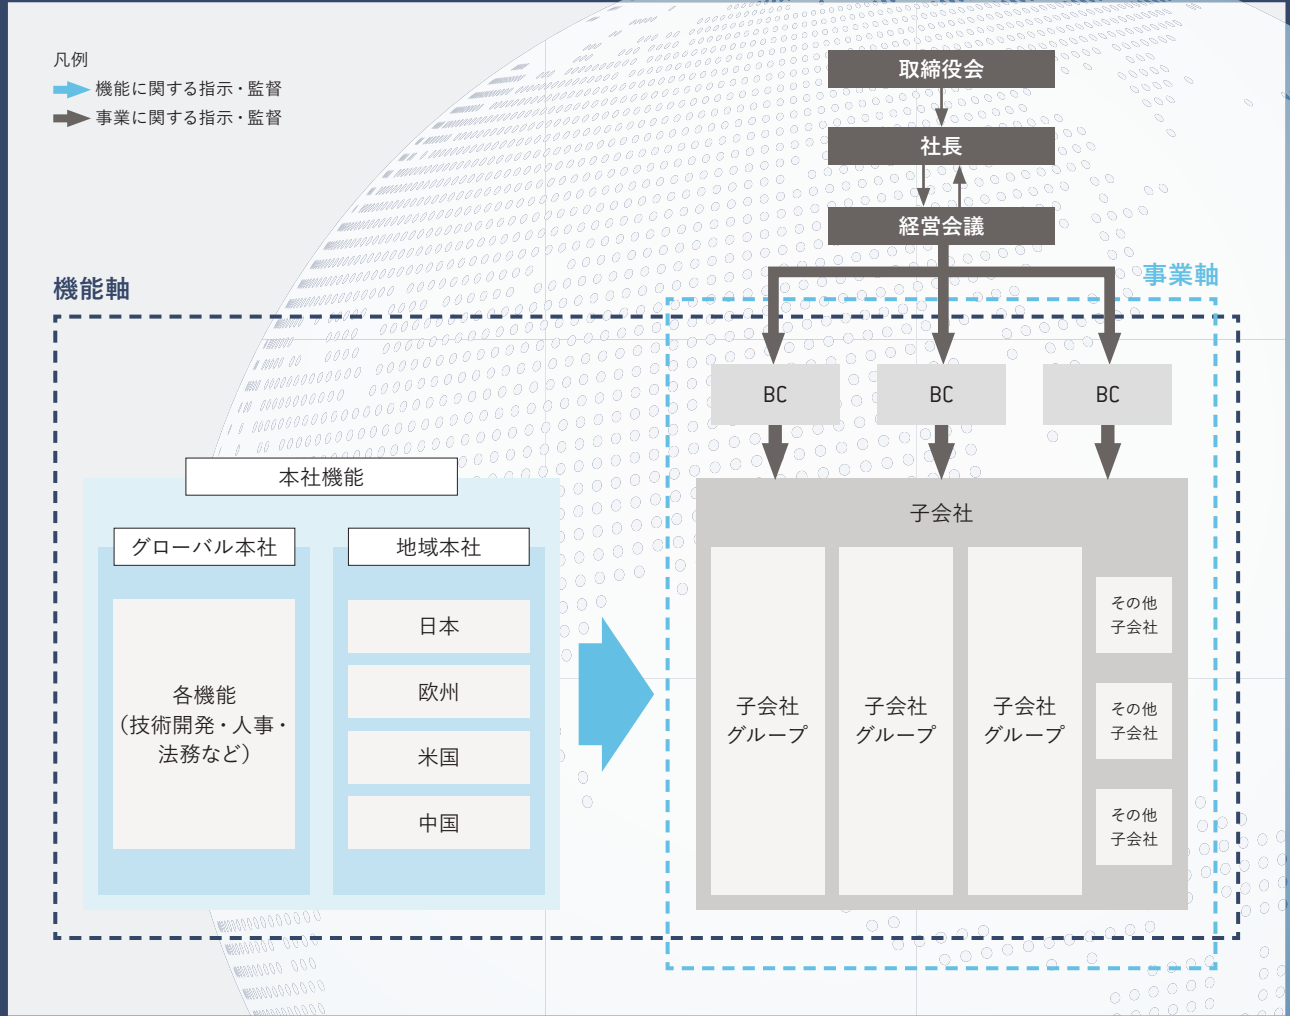 凡例
機能に関する指示・監督
事業に関する指示・監督
取締役会
社長
経営会議
機能軸
事業軸
BC
BC
BC
本社機能
グローバル本社
地域本社
各機能
（技術開発・人事・
法務など）
日本
欧州
米国
中国
子会社
子会社
グループ
子会社
グループ
子会社
グループ
その他
子会社
その他
子会社
その他
子会社